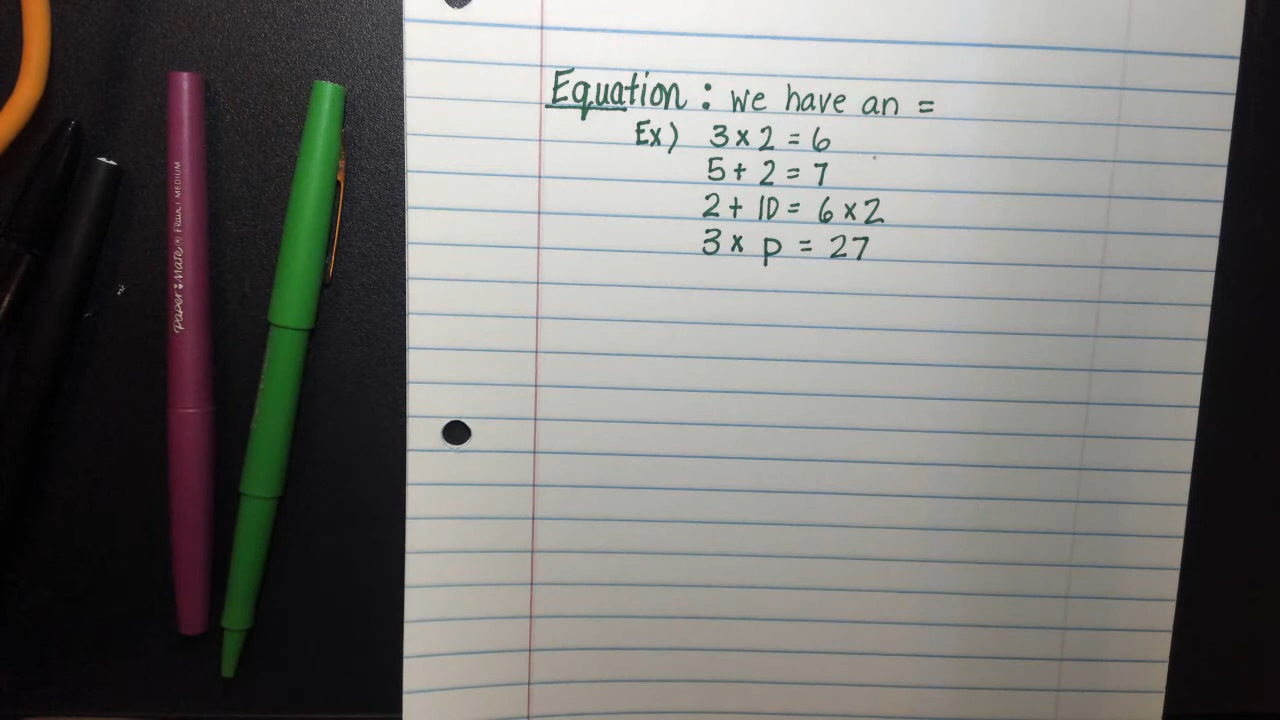 Equation : we have an =
Ex) 3 x 2 = 6
5 + 2 = 7
2 + 10 = 6 x 2
3 x p = 27
Paper Mate ® Flair | MEDIUM